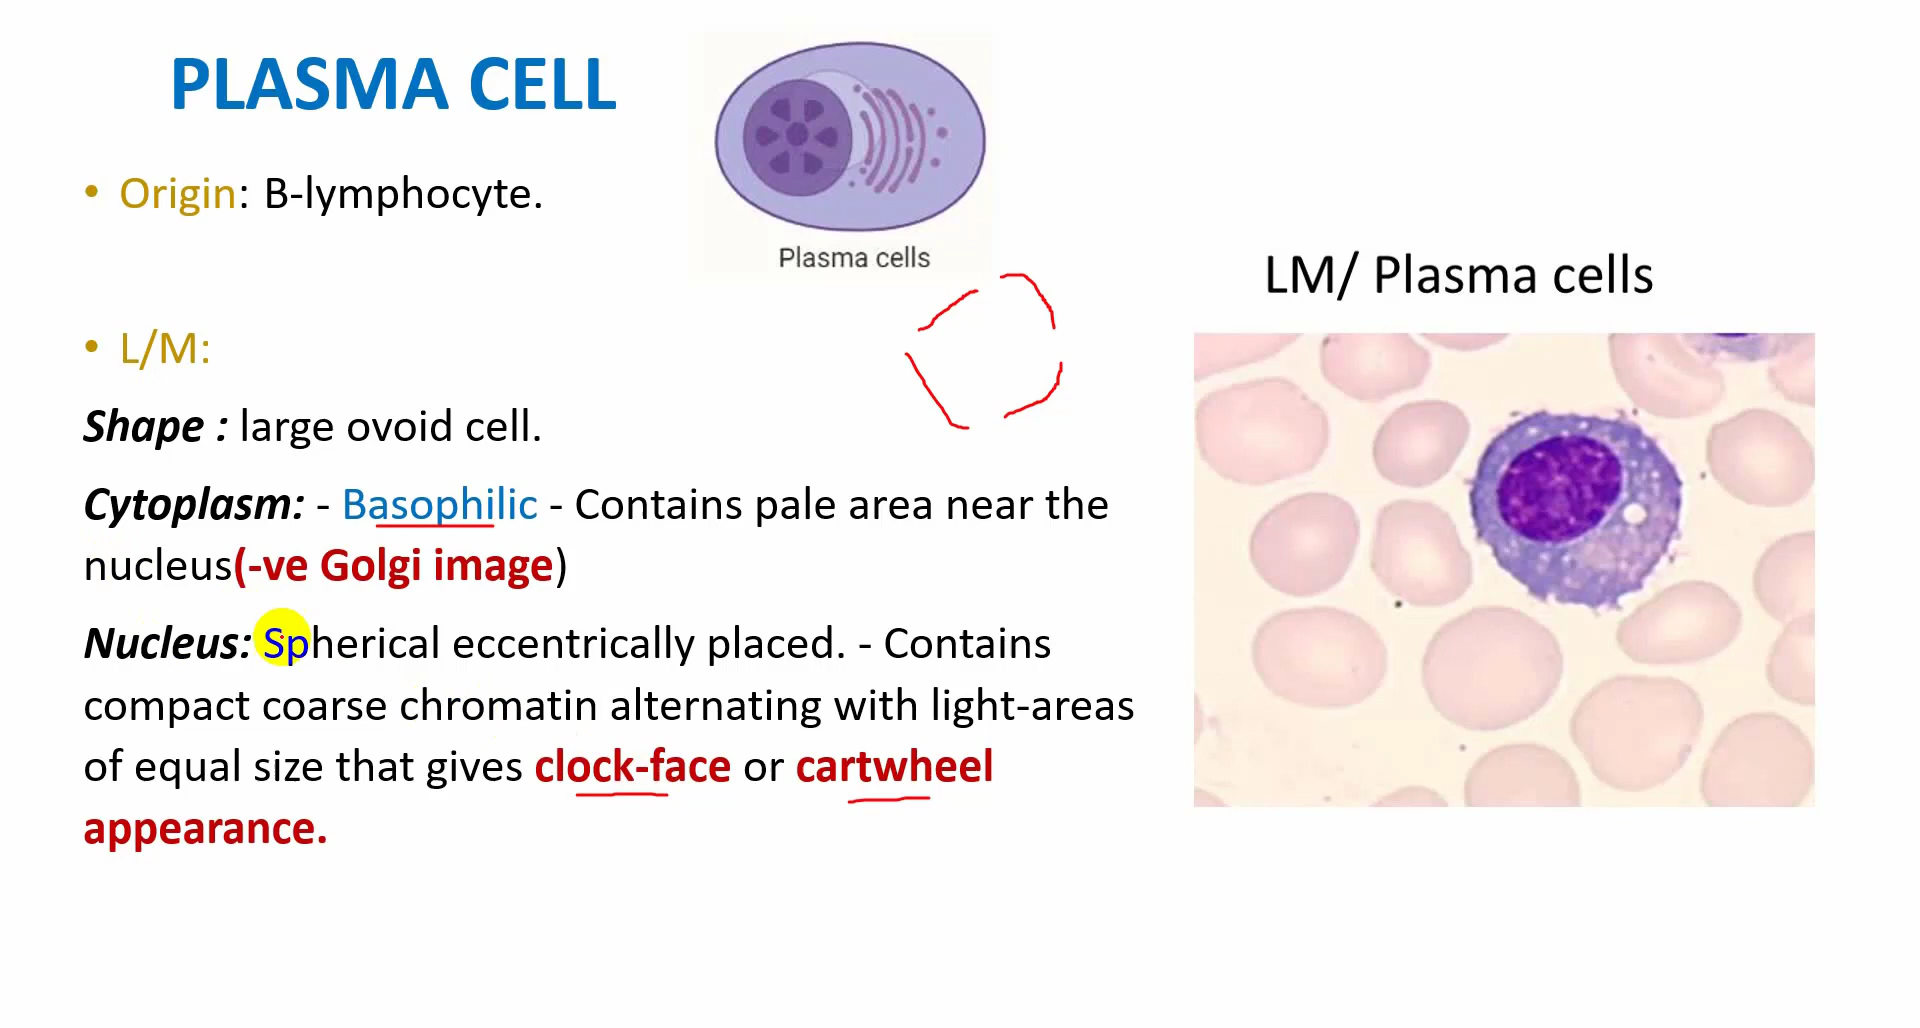 PLASMA CELL
• Origin: B-lymphocyte.
Plasma cells
LM/ Plasma cells
• L/M:
Shape : large ovoid cell.
Cytoplasm: - Basophilic - Contains pale area near the
nucleus(-ve Golgi image)
Nucleus: Spherical eccentrically placed. - Contains
compact coarse chromatin alternating with light-areas
of equal size that gives clock-face or cartwheel
appearance.